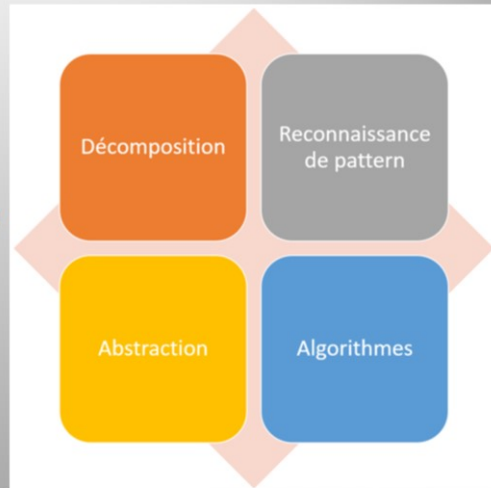 Décomposition
Reconnaissance
de pattern
Abstraction
Algorithmes